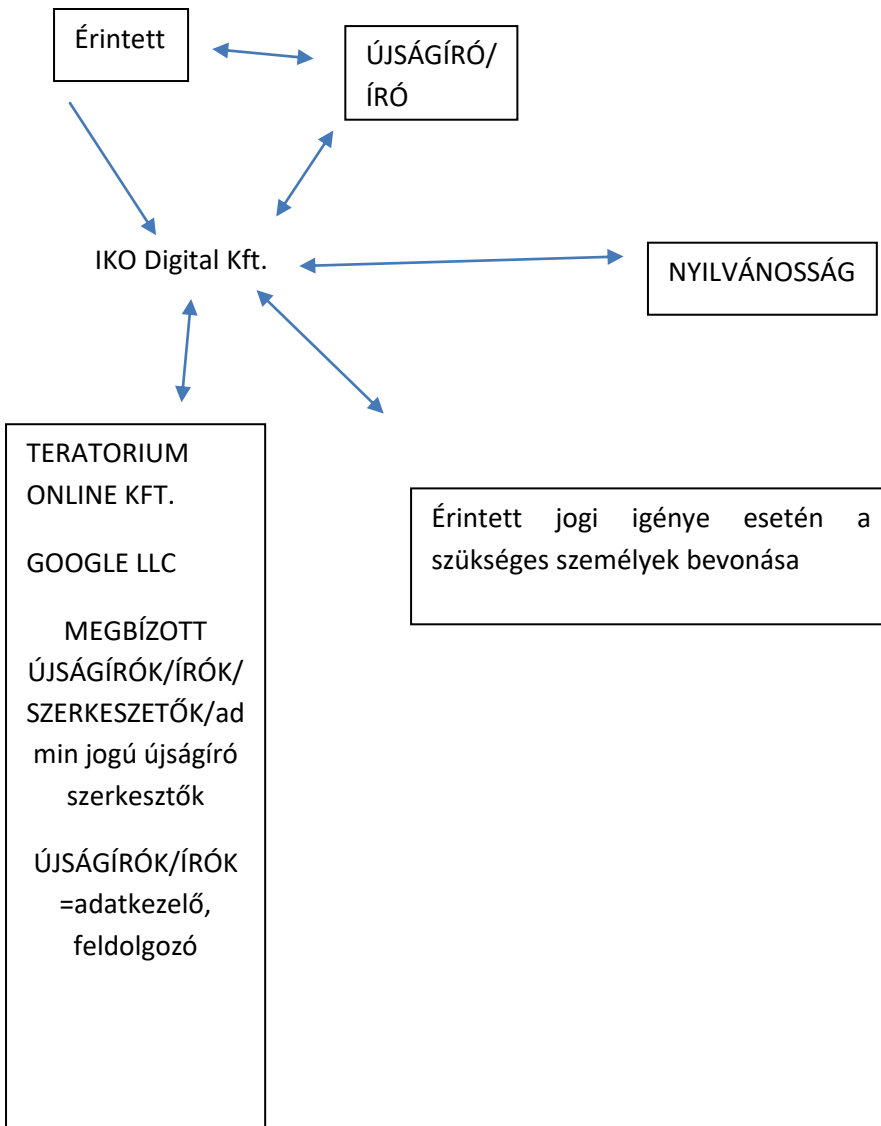 Érintett
ÚJSÁGÍRÓ/
ÍRÓ
IKO Digital Kft.
NYILVÁNOSSÁG
TERATORIUM
ONLINE KFT.
GOOGLE LLC
MEGBÍZOTT
ÚJSÁGÍRÓK/ÍRÓK/
SZERKESZETŐK/ad
min jogú újságíró
szerkesztők
ÚJSÁGÍRÓK/ÍRÓK
=adatkezelő,
feldolgozó
Érintett jogi igénye esetén a
szükséges személyek bevonása